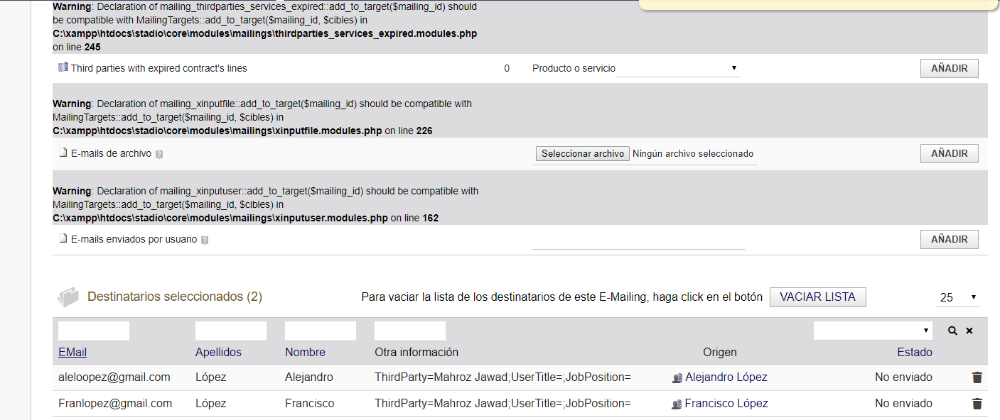 Warning: Declaration of mailing_thirdparties_services_expired::add_to_target($mailing_id) should
be compatible with MailingTargets::add_to_target($mailing_id, $cibles) in
C:\xampp\htdocs\stadio\core\modules\mailings\thirdparties_services_expired.modules.php
on line 245
Third parties with expired contract's lines 0 Producto o servicio AÑADIR
Warning: Declaration of mailing_xinputfile::add_to_target($mailing_id) should be compatible with
MailingTargets::add_to_target($mailing_id, $cibles) in
C:\xampp\htdocs\stadio\core\modules\mailings\xinputfile.modules.php on line 226
E-mails de archivo ? Seleccionar archivo Ningún archivo seleccionado AÑADIR
Warning: Declaration of mailing_xinputuser::add_to_target($mailing_id) should be compatible with
MailingTargets::add_to_target($mailing_id, $cibles) in
C:\xampp\htdocs\stadio\core\modules\mailings\xinputuser.modules.php on line 162
E-mails enviados por usuario ? AÑADIR
Destinatarios seleccionados (2) Para vaciar la lista de los destinatarios de este E-Mailing, haga click en el botón VACIAR LISTA 25
EMail Apellidos Nombre Otra información Origen Estado
aleloopez@gmail.com López Alejandro ThirdParty=Mahroz Jawad;UserTitle=;JobPosition= Alejandro López No enviado
Franlopez@gmail.com López Francisco ThirdParty=Mahroz Jawad;UserTitle=;JobPosition= Francisco López No enviado